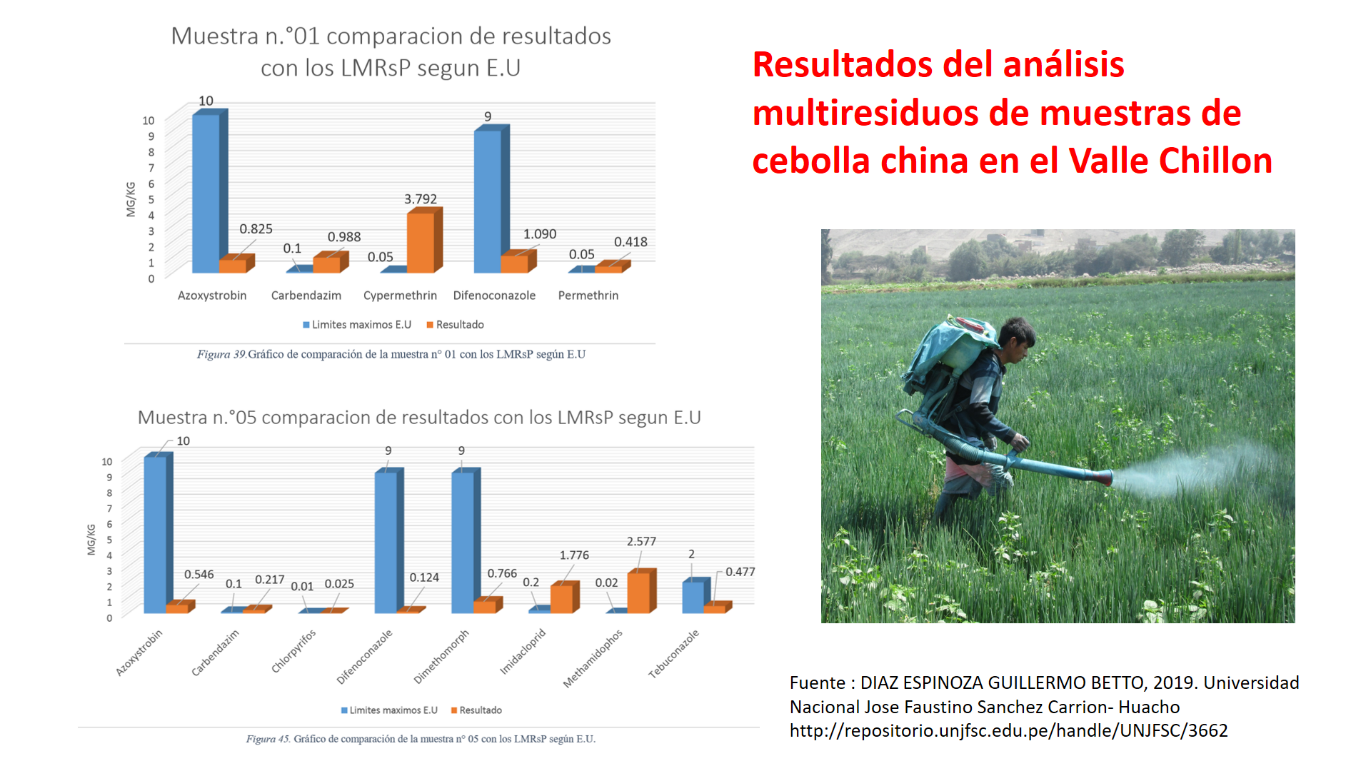 Muestra n.°01 comparacion de resultados
con los LMRsP segun E.U
MG/KG
10
9
8
7
6
5
4
3
2
1
0
10
0.825
0.1
0.988
0.05
3.792
9
1.090
0.05
0.418
Azoxystrobin
Carbendazim
Cypermethrin
Difenoconazole
Permethrin
Limites maximos E.U
Resultado
Figura 39.Gráfico de comparación de la muestra n° 01 con los LMRsP según E.U
Muestra n.°05 comparacion de resultados con los LMRsP segun E.U
MG/KG
10
9
8
7
6
5
4
3
2
1
0
10
0.546
0.1
0.217
0.01
0.025
9
0.124
9
0.766
0.2
1.776
0.02
2.577
2
0.477
Azoxystrobin
Carbendazim
Chlorpyrifos
Difenoconazole
Dimethomorph
Imidacloprid
Methamidophos
Tebuconazole
Limites maximos E.U
Resultado
Figura 45. Gráfico de comparación de la muestra n° 05 con los LMRsP según E.U.
Resultados del análisis
multiresiduos de muestras de
cebolla china en el Valle Chillon
Fuente : DIAZ ESPINOZA GUILLERMO BETTO, 2019. Universidad
Nacional Jose Faustino Sanchez Carrion- Huacho
http://repositorio.unjfsc.edu.pe/handle/UNJFSC/3662